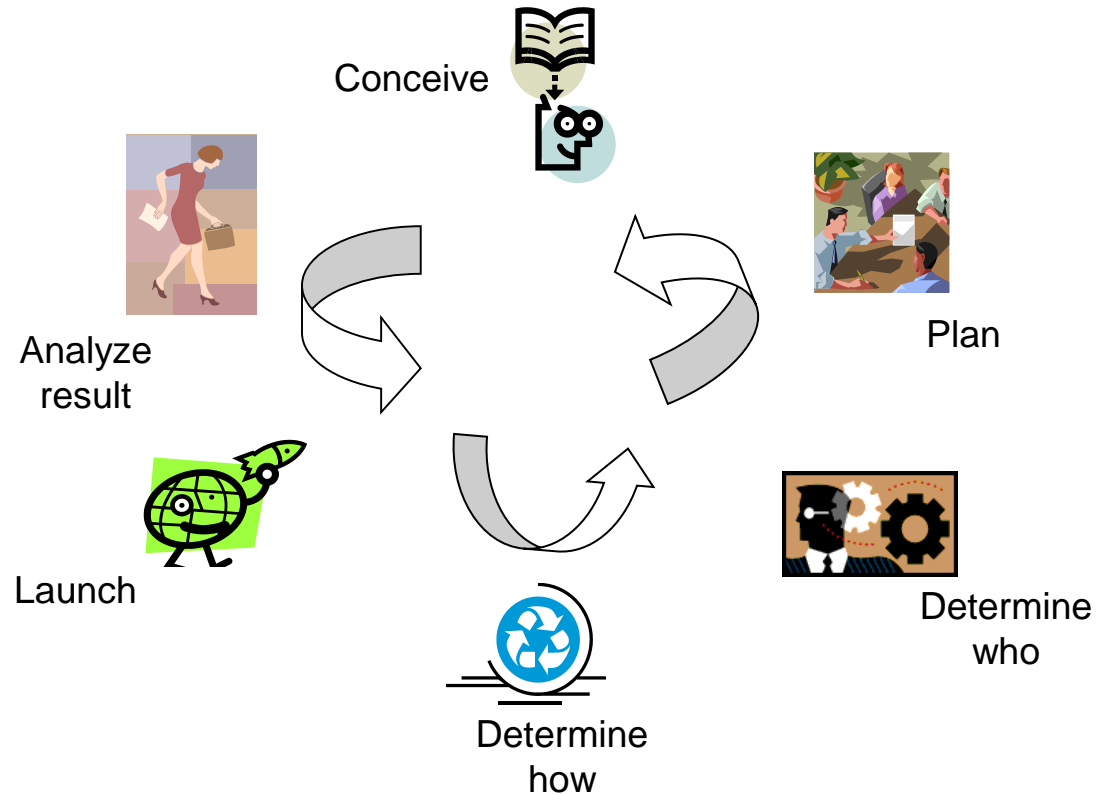 Conceive
Plan
Analyze
result
Launch
Determine
who
Determine
how